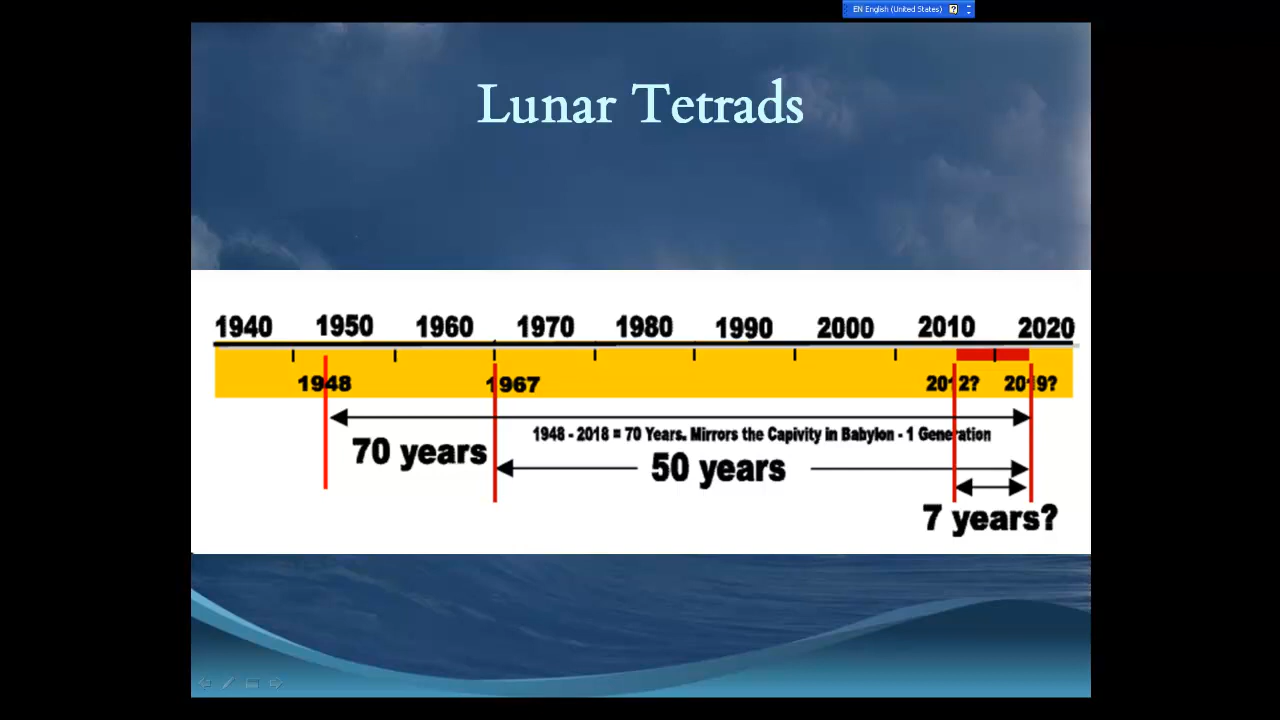 EN English (United States)
Lunar Tetrads
1940 1950 1960 1970 1980 1990 2000 2010 2020
1948 1967 2012? 2019?
1948 - 2018 = 70 Years. Mirrors the Capivity in Babylon - 1 Generation
70 years
50 years
7 years?